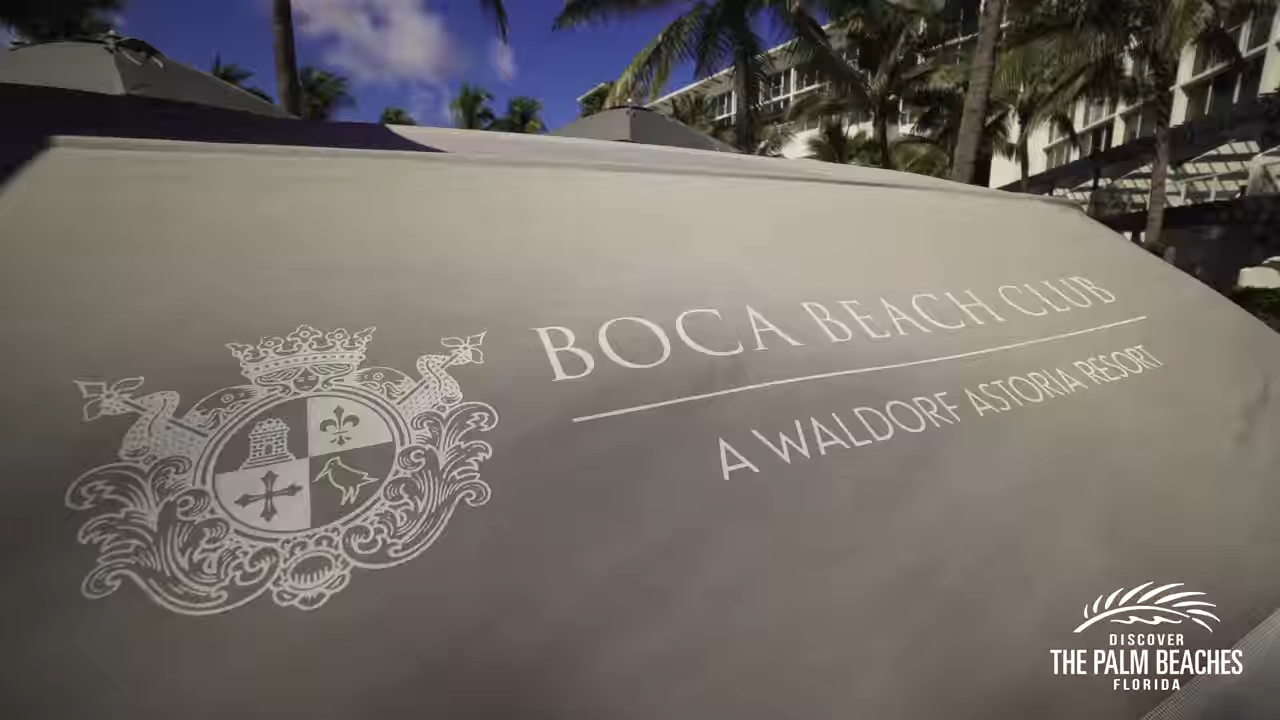 BOCA BEACH CLUB
A WALDORF ASTORIA RESORT
DISCOVER
THE PALM BEACHES
FLORIDA